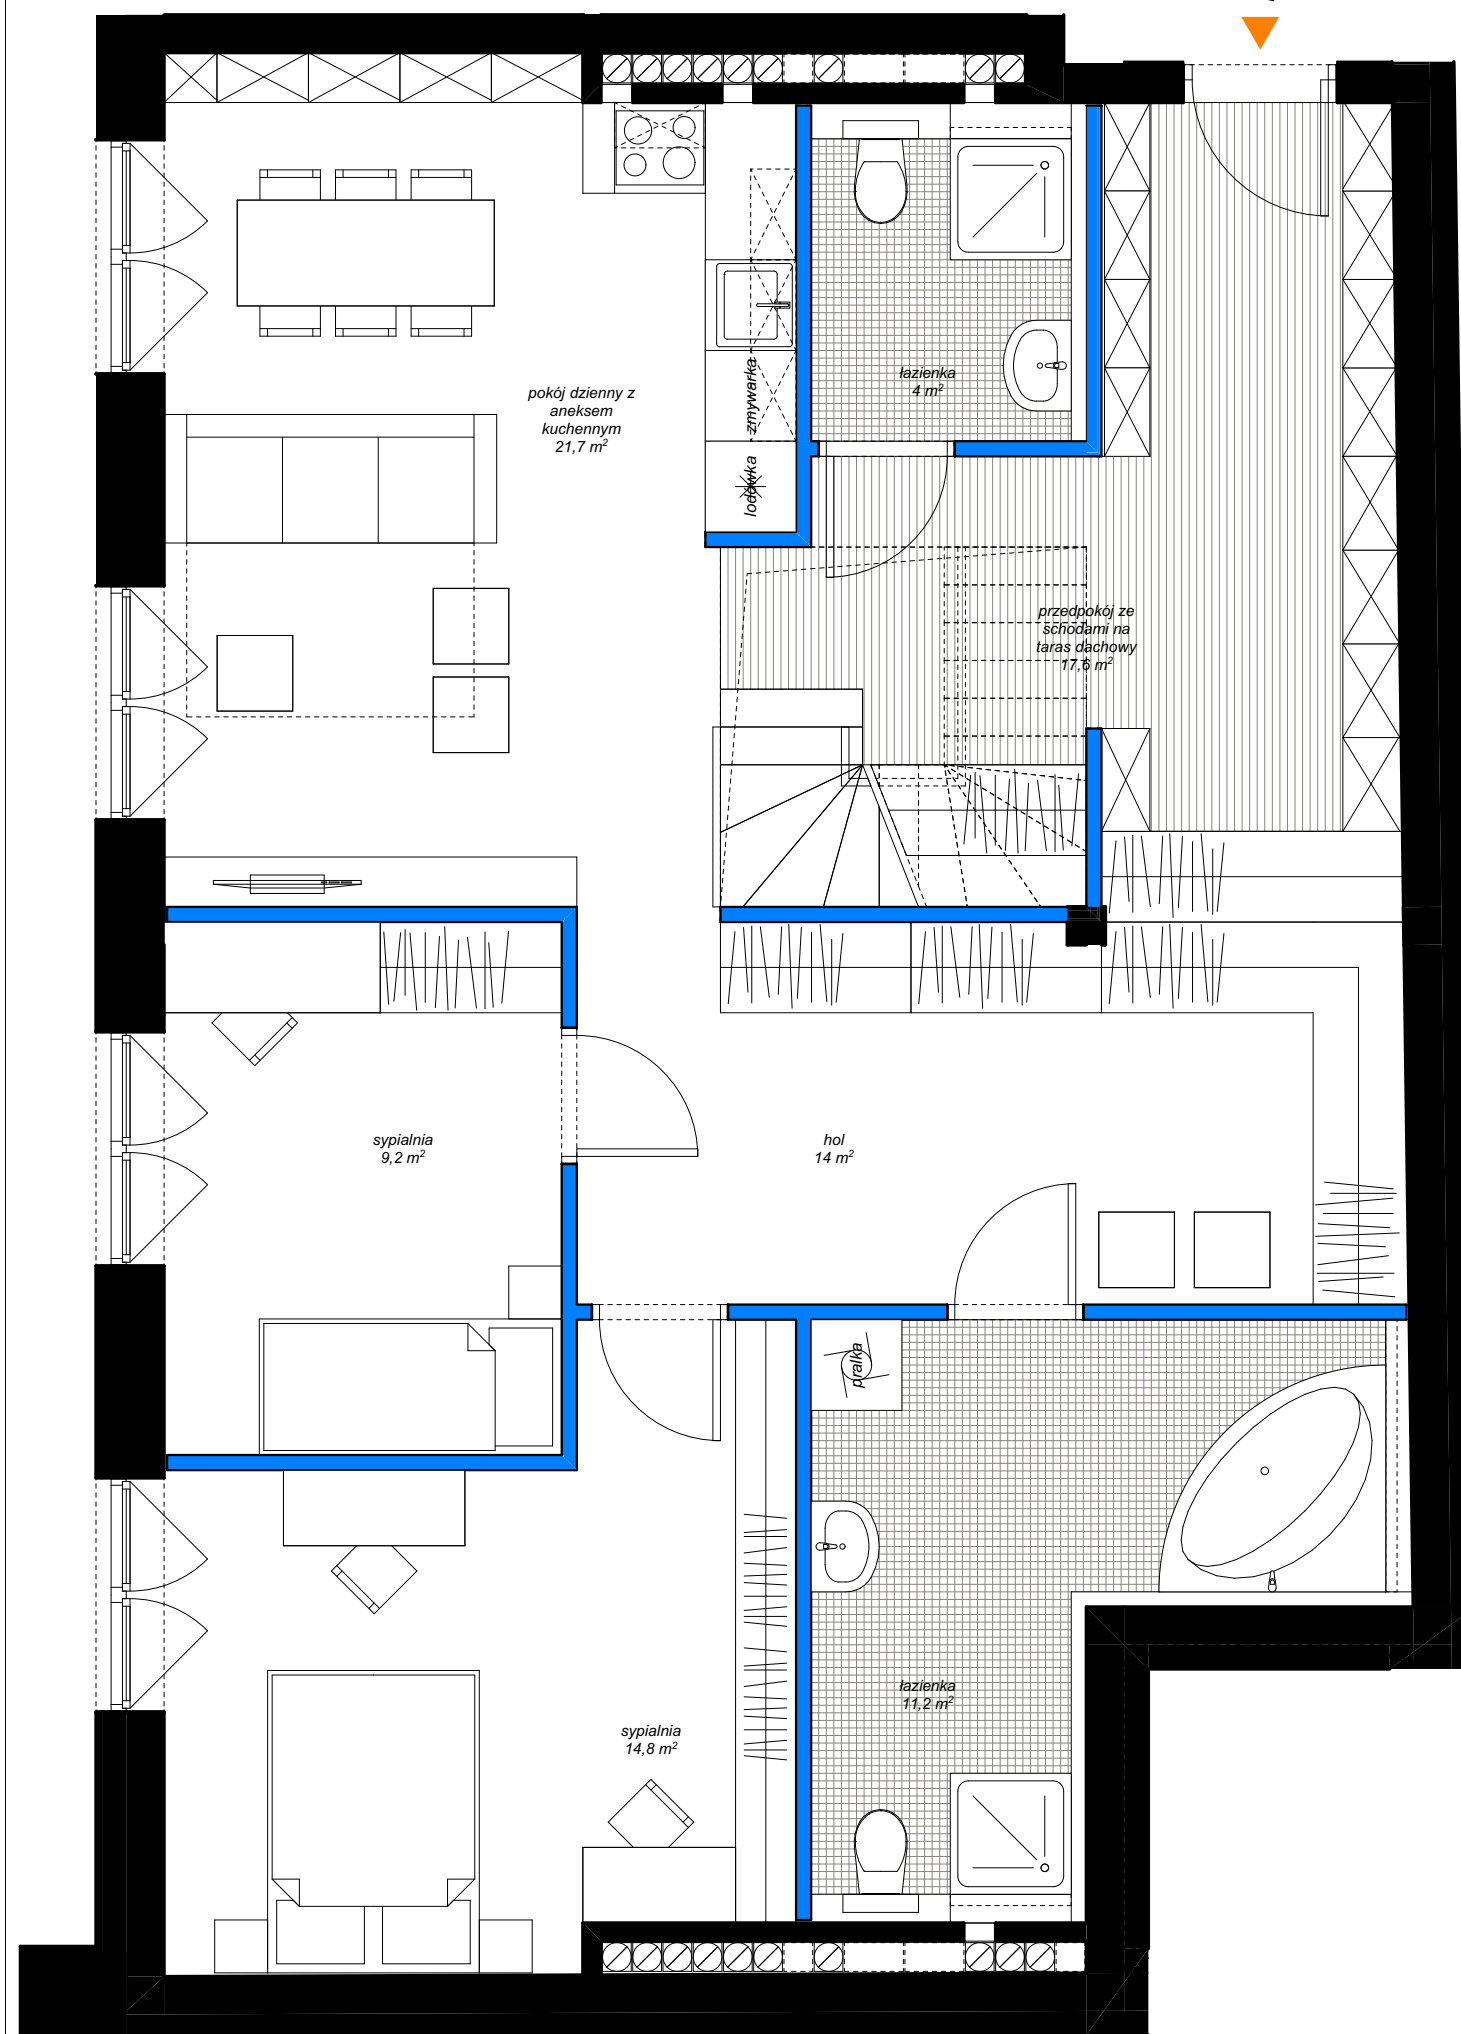 łazienka
4 m²
pokój dzienny z
aneksem
kuchennym
21,7 m²
zmywarka
lodówka
przedpokój ze
schodami na
taras dachowy
17,6 m²
sypialnia
9,2 m²
hol
14 m²
pralka
łazienka
11,2 m²
sypialnia
14,8 m²